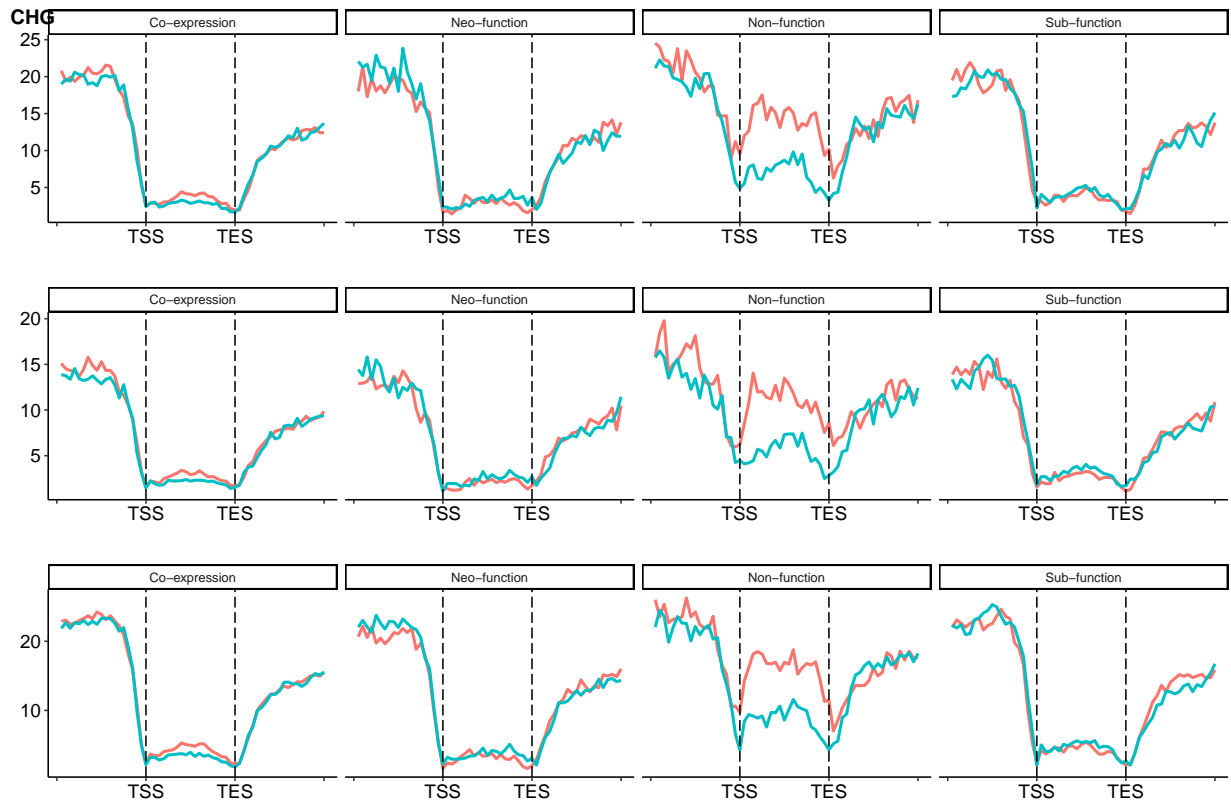 CHG
Co−expression
Neo−function
Non−function
Sub−function
25
20
15
10
5
TSS
TES
TSS
TES
TSS
TES
TSS
TES
Co−expression
Neo−function
Non−function
Sub−function
20
15
10
5
TSS
TES
TSS
TES
TSS
TES
TSS
TES
Co−expression
Neo−function
Non−function
Sub−function
20
10
TSS
TES
TSS
TES
TSS
TES
TSS
TES